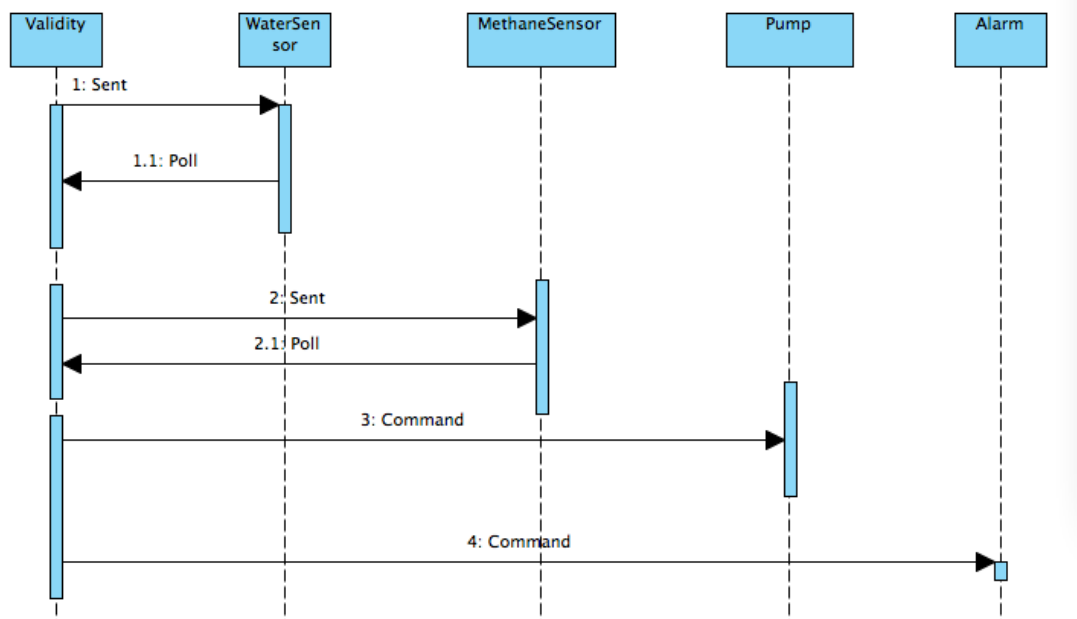 Validity
WaterSen
sor
MethaneSensor
Pump
Alarm
1: Sent
1.1: Poll
2: Sent
2.1: Poll
3: Command
4: Command